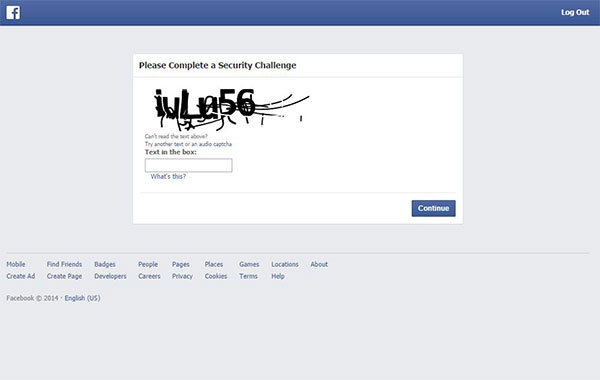 f
Log Out
Please Complete a Security Challenge
iuLu56
Can't read the text above?
Try another text or an audio captcha
Text in the box:
What's this?
Continue
Mobile Find Friends Badges People Pages Places Games Locations About
Create Ad Create Page Developers Careers Privacy Cookies Terms Help
Facebook © 2014 · English (US)